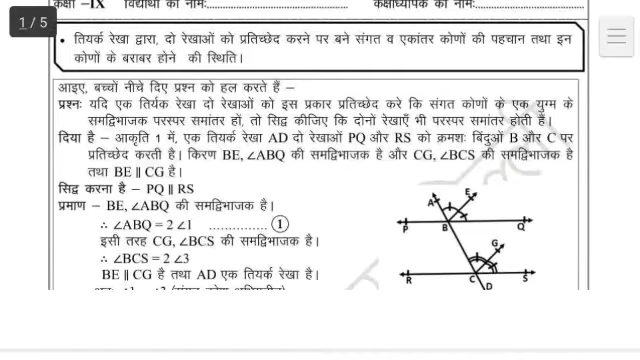 कक्षा –IX विद्यार्थी का नाम:............................ कक्षाध्यापक का नाम:............................
1 / 5
• तिर्यक रेखा द्वारा, दो रेखाओं को प्रतिच्छेद करने पर बने संगत व एकांतर कोणों की पहचान तथा इन
कोणों के बराबर होने की स्थिति।
आइए, बच्चों नीचे दिए प्रश्न को हल करते हैं –
प्रश्न: यदि एक तिर्यक रेखा दो रेखाओं को इस प्रकार प्रतिच्छेद करे कि संगत कोणों के एक युग्म के
समद्विभाजक परस्पर समांतर हों, तो सिद्ध कीजिए कि दोनों रेखाएँ भी परस्पर समांतर होती हैं।
दिया है – आकृति 1 में, एक तिर्यक रेखा AD दो रेखाओं PQ और RS को क्रमशः बिंदुओं B और C पर
प्रतिच्छेद करती है। किरण BE, ∠ABQ की समद्विभाजक है और CG, ∠BCS की समद्विभाजक है
तथा BE ∥ CG है।
सिद्ध करना है – PQ ∥ RS
प्रमाण – BE, ∠ABQ की समद्विभाजक है।
∴ ∠ABQ = 2 ∠1 ............... ①
इसी तरह CG, ∠BCS की समद्विभाजक है।
∴ ∠BCS = 2 ∠3
BE ∥ CG है तथा AD एक तिर्यक रेखा है।
A E
P B Q
G
R C S
D